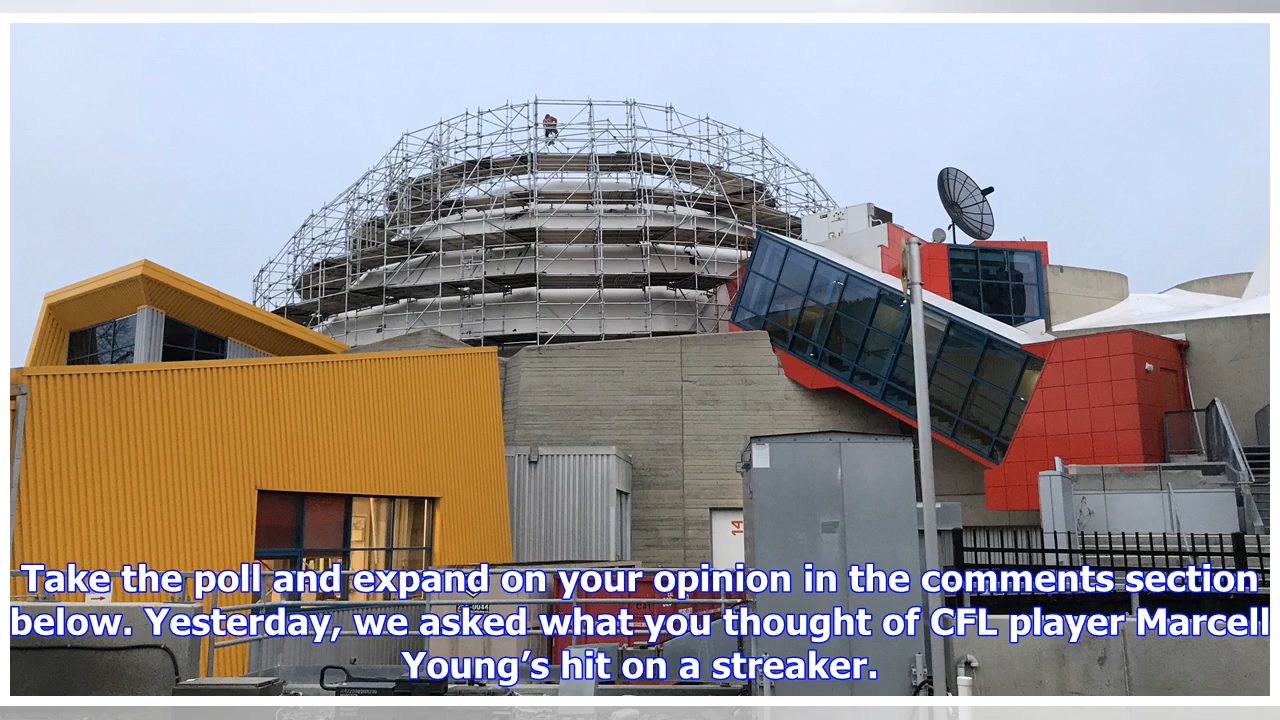 14
Take the poll and expand on your opinion in the comments section
below. Yesterday, we asked what you thought of CFL player Marcell
Young’s hit on a streaker.